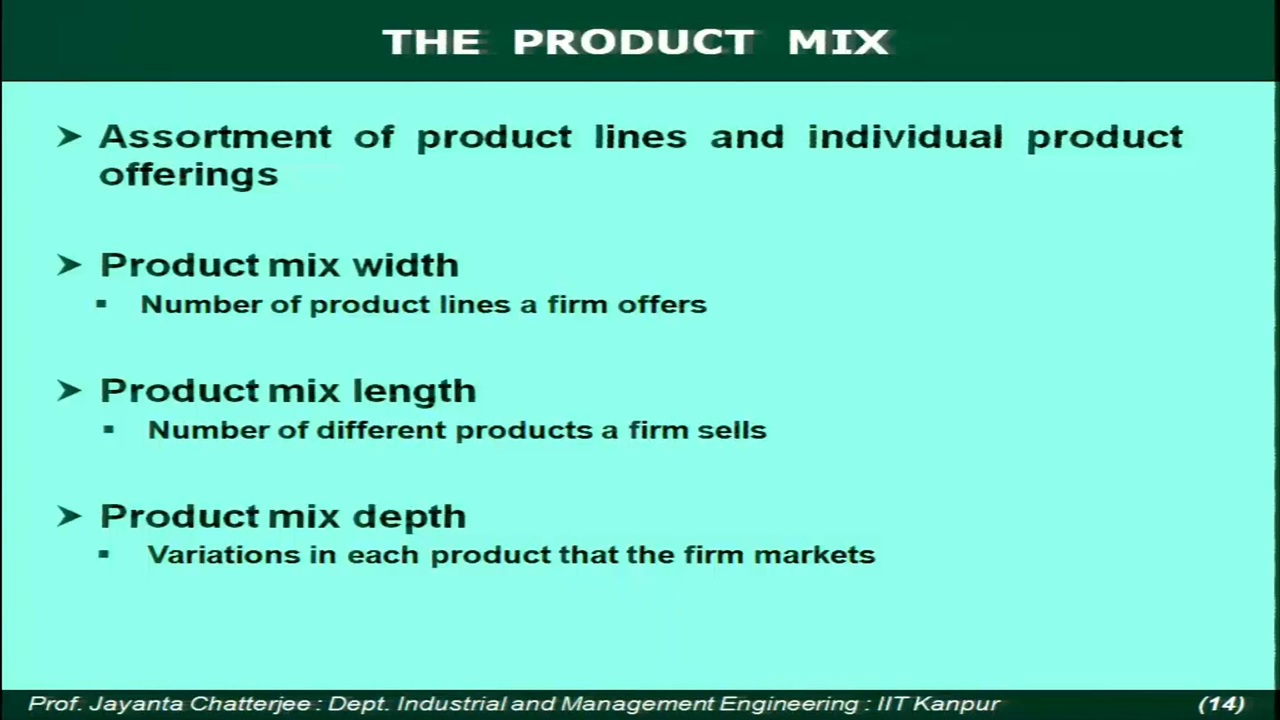 THE PRODUCT MIX
➤ Assortment of product lines and individual product
offerings
➤ Product mix width
▪ Number of product lines a firm offers
➤ Product mix length
▪ Number of different products a firm sells
➤ Product mix depth
▪ Variations in each product that the firm markets
Prof. Jayanta Chatterjee : Dept. Industrial and Management Engineering : IIT Kanpur (14)